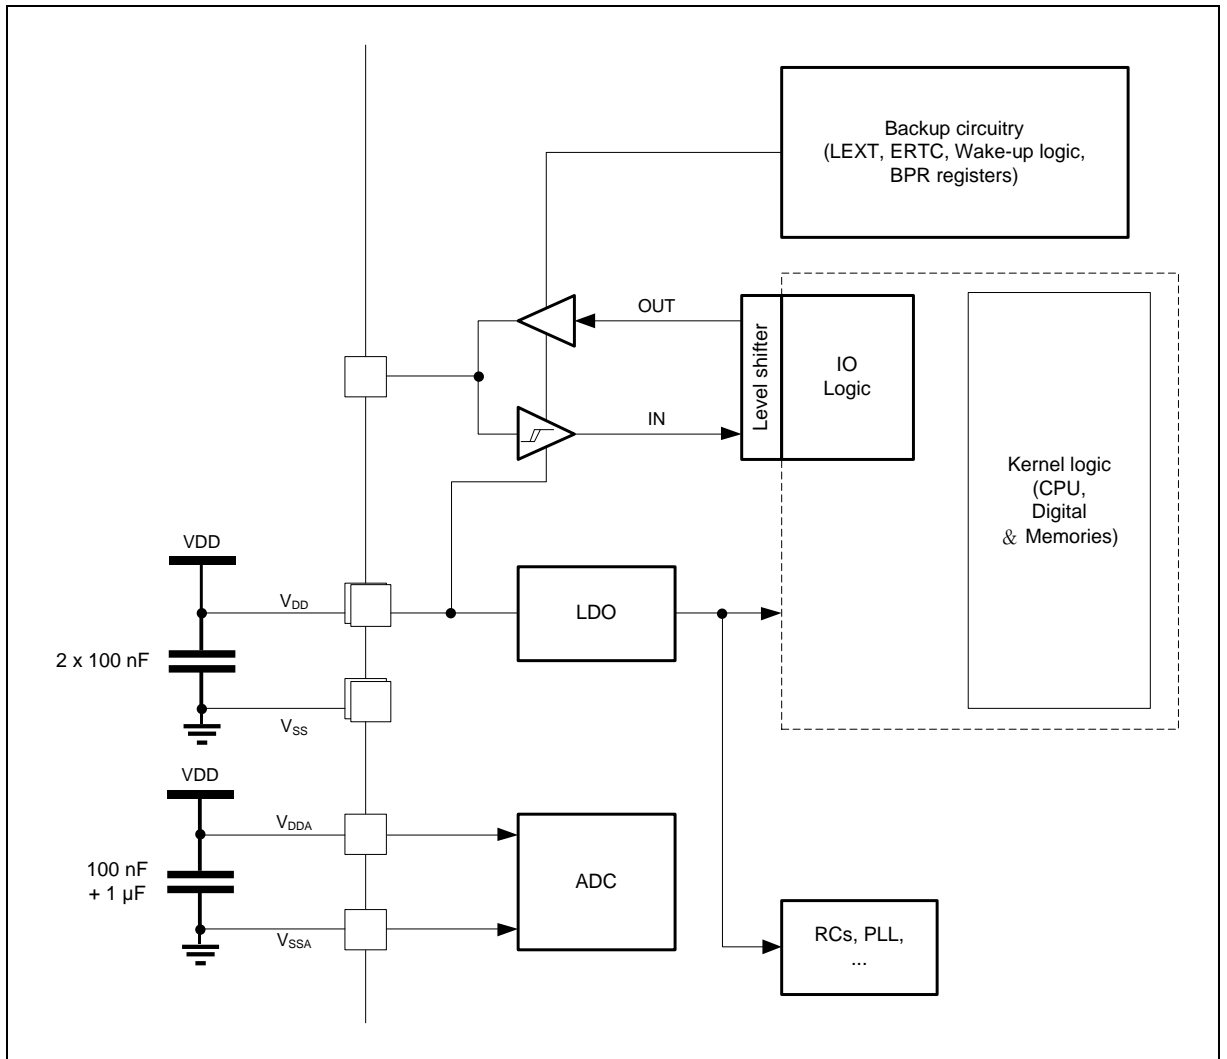 Backup circuitry
(LEXT, ERTC, Wake-up logic,
BPR registers)
OUT
Level shifter
IO
Logic
IN
Kernel logic
(CPU,
Digital
& Memories)
VDD
VDD
LDO
2 x 100 nF
VSS
VDD
VDDA
100 nF
+ 1 µF
ADC
VSSA
RCs, PLL,
...